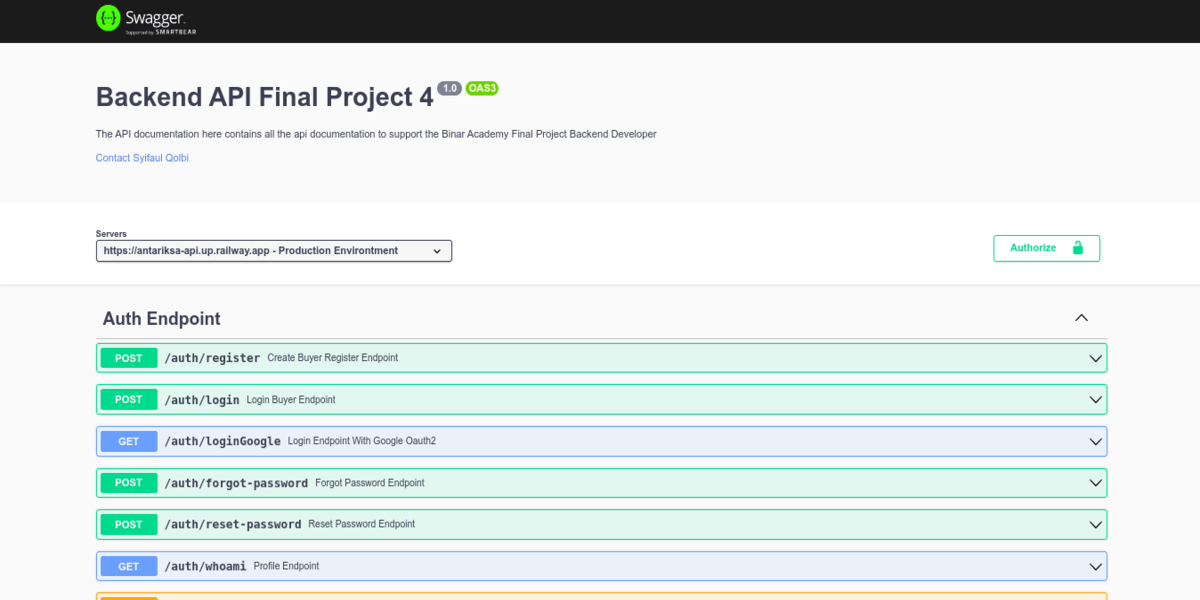 Swagger.
Supported by SMARTBEAR
Backend API Final Project 4 1.0 OAS3
The API documentation here contains all the api documentation to support the Binar Academy Final Project Backend Developer
Contact Syifaul Qolbi
Servers
https://antariksa-api.up.railway.app - Production Environtment
Authorize
Auth Endpoint
POST /auth/register Create Buyer Register Endpoint
POST /auth/login Login Buyer Endpoint
GET /auth/loginGoogle Login Endpoint With Google Oauth2
POST /auth/forgot-password Forgot Password Endpoint
POST /auth/reset-password Reset Password Endpoint
GET /auth/whoami Profile Endpoint